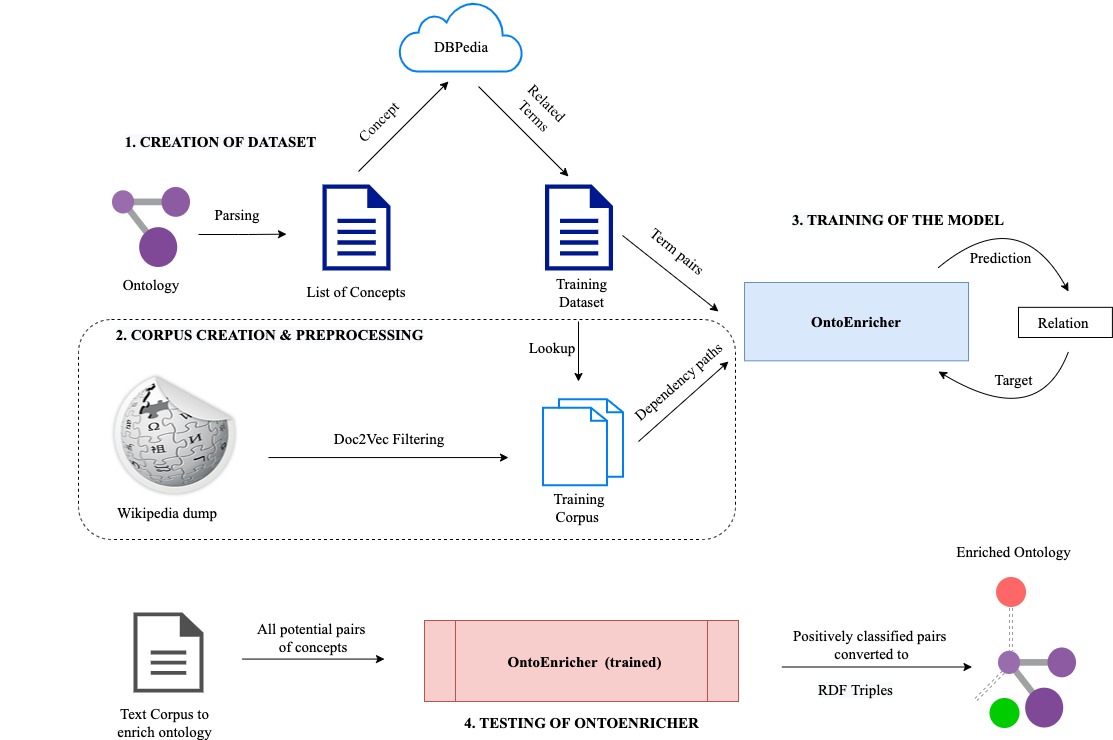 DBPedia
Concept
Related
Terms
1. CREATION OF DATASET
Parsing
Ontology
List of Concepts
Training
Dataset
Term pairs
3. TRAINING OF THE MODEL
Prediction
OntoEnricher
Relation
Target
2. CORPUS CREATION & PREPROCESSING
Lookup
Dependency paths
Doc2Vec Filtering
Ω
И
祖
Wikipedia dump
Training
Corpus
Enriched Ontology
All potential pairs
of concepts
OntoEnricher (trained)
Positively classified pairs
converted to
RDF Triples
Text Corpus to
enrich ontology
4. TESTING OF ONTOENRICHER